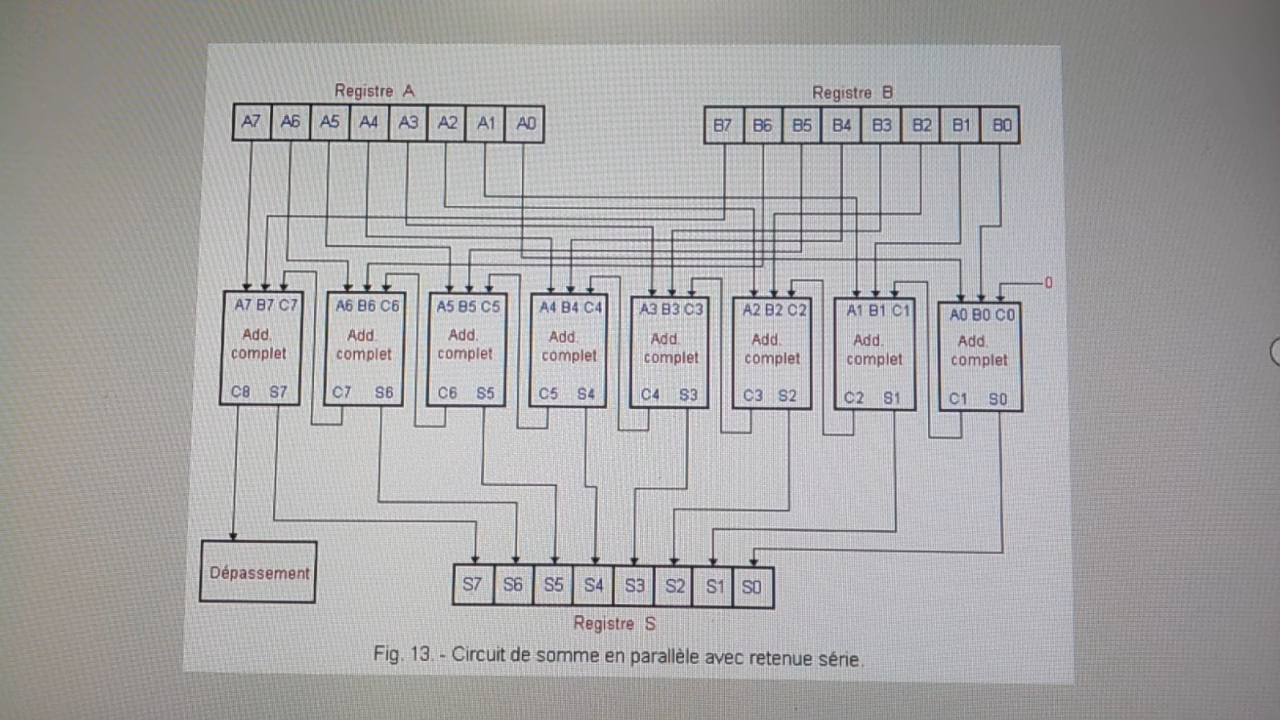 Registre A
Registre B
A7 A6 A5 A4 A3 A2 A1 A0
B7 B6 B5 B4 B3 B2 B1 B0
0
A7 B7 C7
A6 B6 C6
A5 B5 C5
A4 B4 C4
A3 B3 C3
A2 B2 C2
A1 B1 C1
A0 B0 C0
Add.
complet
Add.
complet
Add.
complet
Add.
complet
Add.
complet
Add.
complet
Add.
complet
Add.
complet
C8 S7
C7 S6
C6 S5
C5 S4
C4 S3
C3 S2
C2 S1
C1 S0
Dépassement
S7 S6 S5 S4 S3 S2 S1 S0
Registre S
Fig. 13. - Circuit de somme en parallèle avec retenue série.